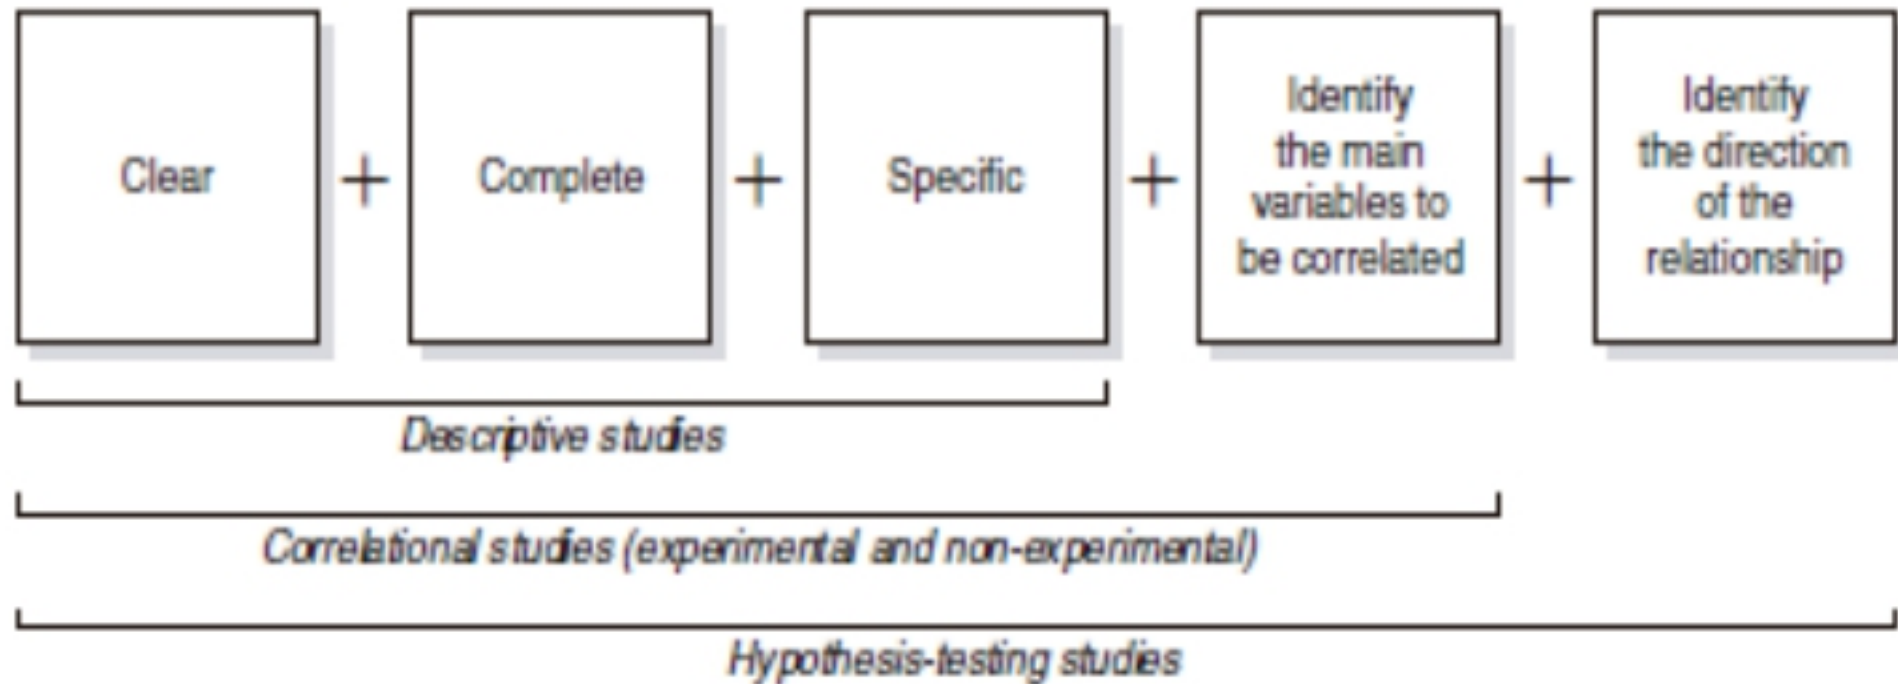 Clear
+
Complete
+
Specific
+
Identify
the main
variables to
be correlated
+
Identify
the direction
of the
relationship
Descriptive studies
Correlational studies (experimental and non-experimental)
Hypothesis-testing studies